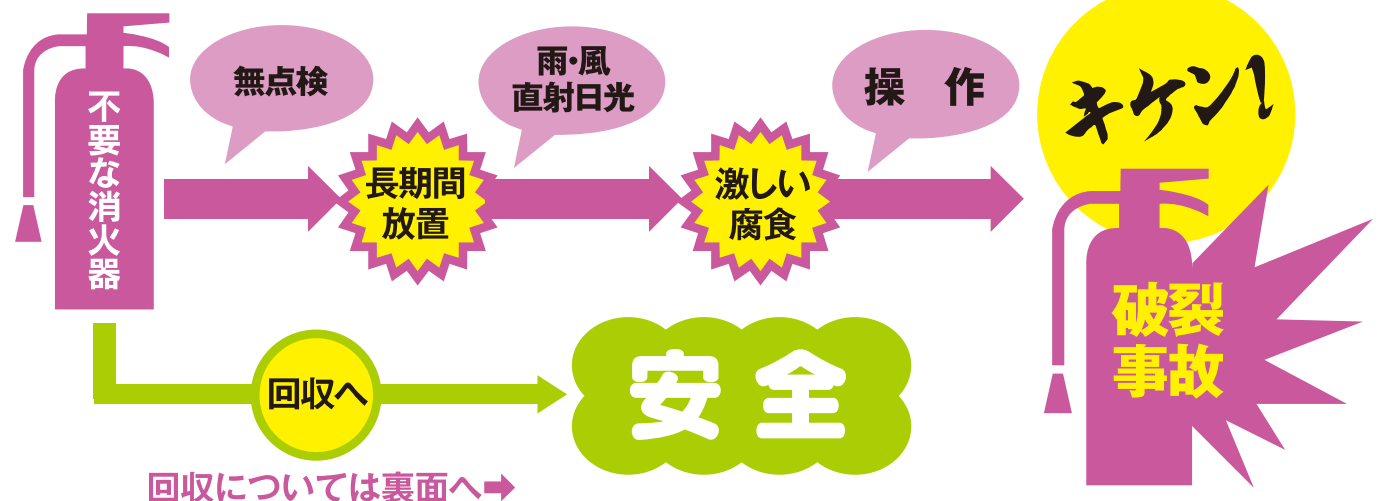 不要な消火器
無点検
長期間
放置
雨・風
直射日光
激しい
腐食
操　作
キケン!
破裂
事故
回収へ
安全
回収については裏面へ➡